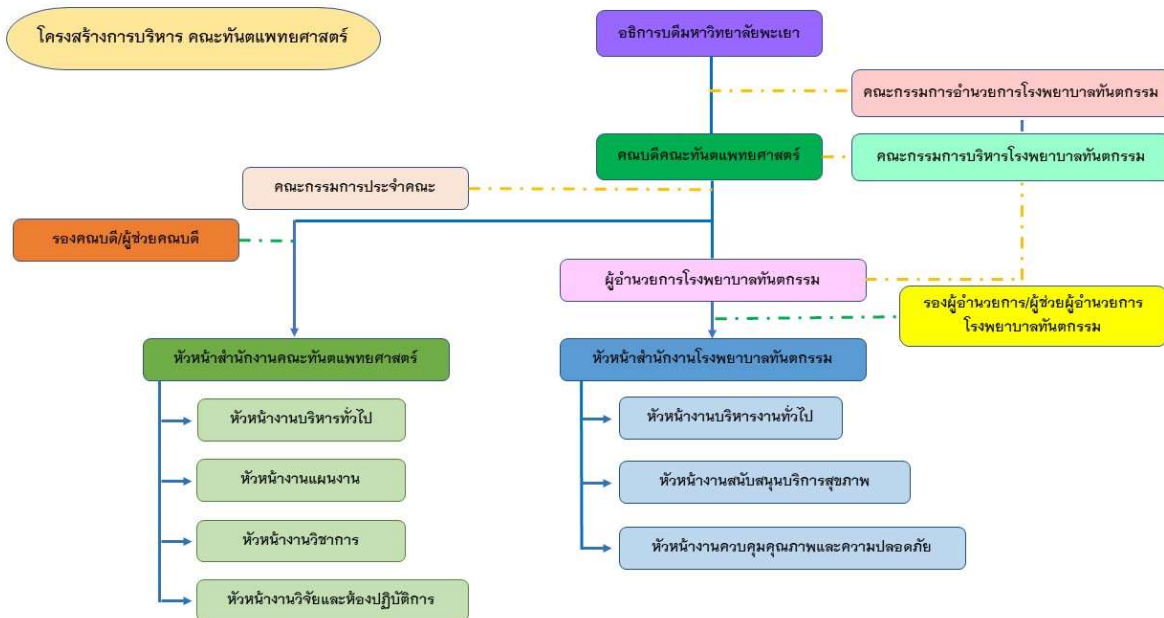 โครงสร้างการบริหาร คณะทันตแพทยศาสตร์
อธิการบดีมหาวิทยาลัยพะเยา
คณะกรรมการอำนวยการโรงพยาบาลทันตกรรม
คณบดีคณะทันตแพทยศาสตร์
คณะกรรมการบริหารโรงพยาบาลทันตกรรม
คณะกรรมการประจำคณะ
รองคณบดี/ผู้ช่วยคณบดี
ผู้อำนวยการโรงพยาบาลทันตกรรม
รองผู้อำนวยการ/ผู้ช่วยผู้อำนวยการ
โรงพยาบาลทันตกรรม
หัวหน้าสำนักงานคณะทันตแพทยศาสตร์
หัวหน้างานบริหารทั่วไป
หัวหน้างานแผนงาน
หัวหน้างานวิชาการ
หัวหน้างานวิจัยและห้องปฏิบัติการ
หัวหน้าสำนักงานโรงพยาบาลทันตกรรม
หัวหน้างานบริหารงานทั่วไป
หัวหน้างานสนับสนุนบริการสุขภาพ
หัวหน้างานควบคุมคุณภาพและความปลอดภัย